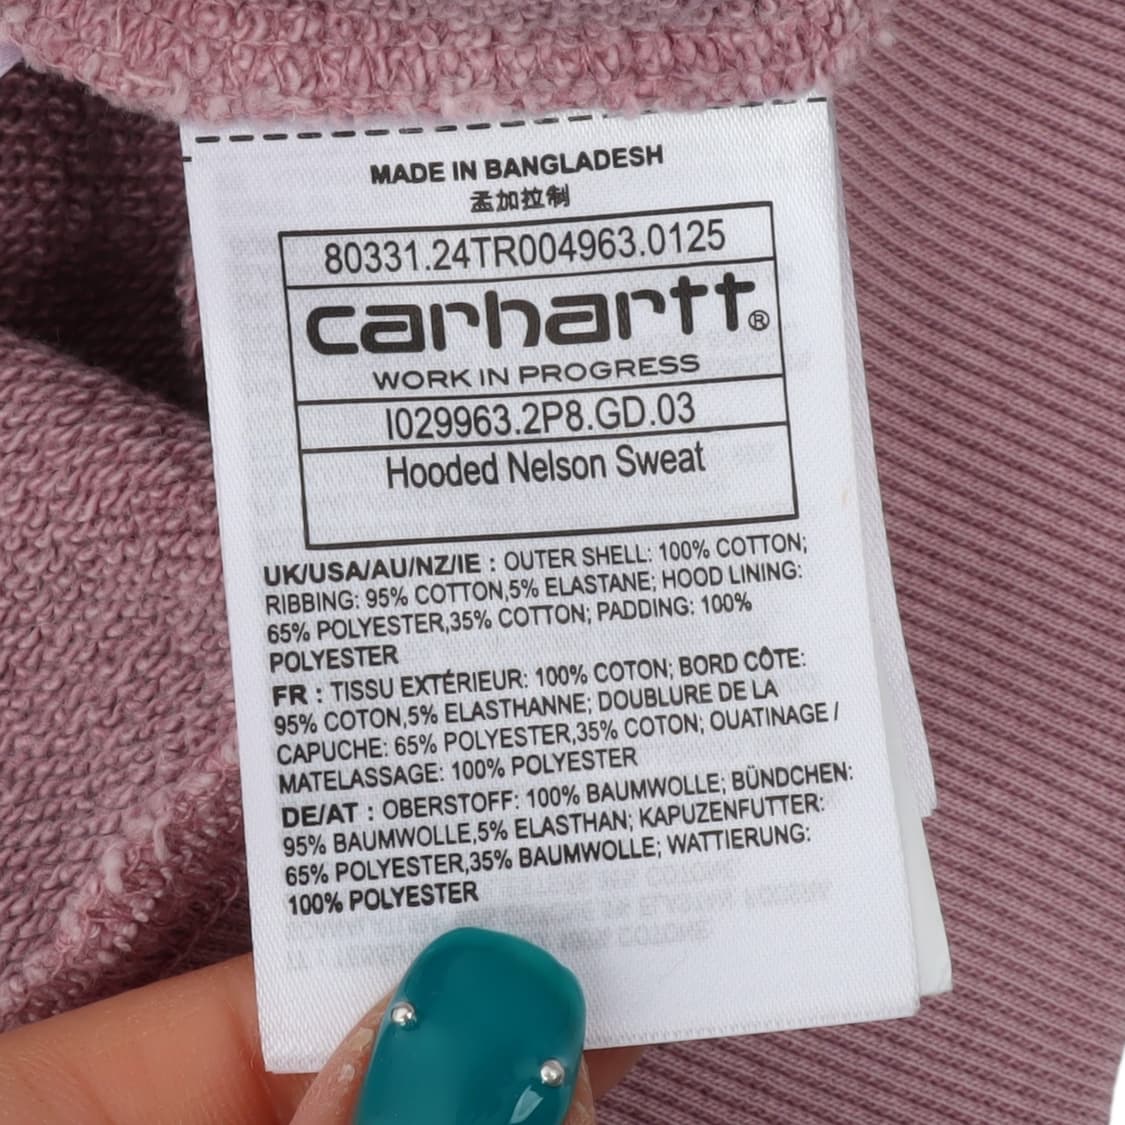 MADE IN BANGLADESH
孟加拉制
80331.24TR004963.0125
carhartt®
WORK IN PROGRESS
I029963.2P8.GD.03
Hooded Nelson Sweat
UK/USA/AU/NZ/IE : OUTER SHELL: 100% COTTON;
RIBBING: 95% COTTON,5% ELASTANE; HOOD LINING:
65% POLYESTER,35% COTTON; PADDING: 100%
POLYESTER
FR : TISSU EXTÉRIEUR: 100% COTON; BORD CÔTE:
95% COTON,5% ELASTHANNE; DOUBLURE DE LA
CAPUCHE: 65% POLYESTER,35% COTON; OUATINAGE /
MATELASSAGE: 100% POLYESTER
DE/AT : OBERSTOFF: 100% BAUMWOLLE; BÜNDCHEN:
95% BAUMWOLLE,5% ELASTHAN; KAPUZENFUTTER:
65% POLYESTER,35% BAUMWOLLE; WATTIERUNG:
100% POLYESTER